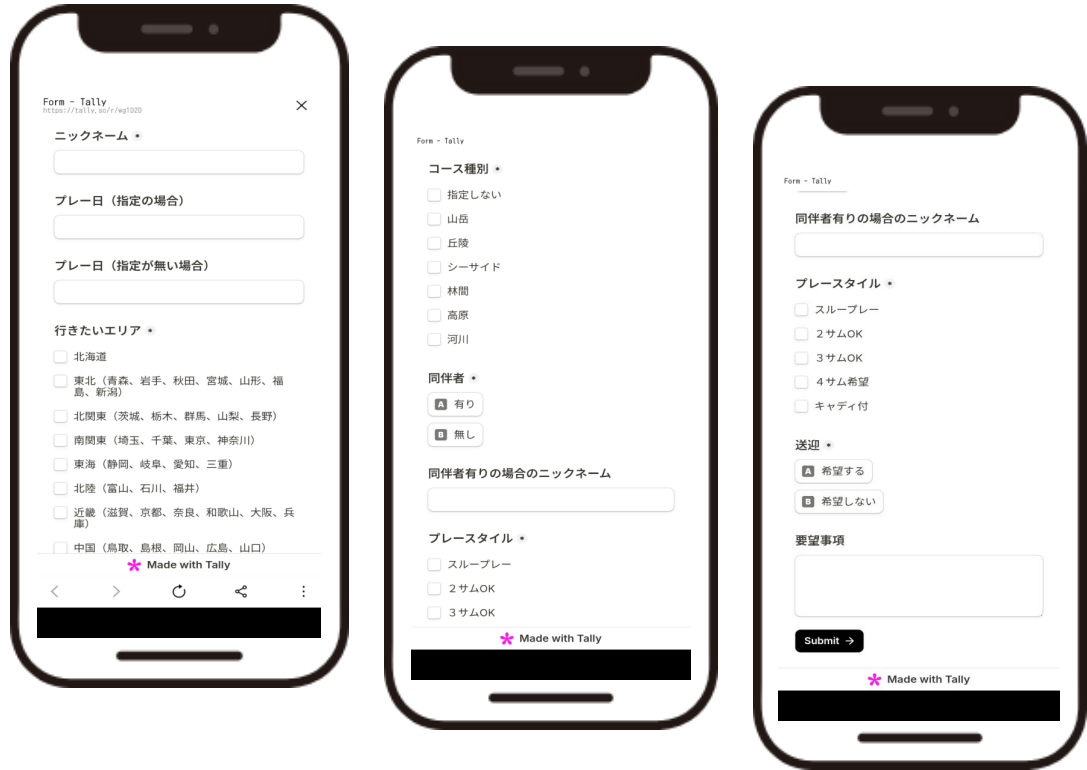 Form - Tally
https://tally.so/r/wg1020
ニックネーム
プレー日（指定の場合）
プレー日（指定が無い場合）
行きたいエリア
北海道
東北（青森、岩手、秋田、宮城、山形、福
島、新潟）
北関東（茨城、栃木、群馬、山梨、長野）
南関東（埼玉、千葉、東京、神奈川）
東海（静岡、岐阜、愛知、三重）
北陸（富山、石川、福井）
近畿（滋賀、京都、奈良、和歌山、大阪、兵
庫）
中国（鳥取、島根、岡山、広島、山口）
Made with Tally
Form - Tally
コース種別
指定しない
山岳
丘陵
シーサイド
林間
高原
河川
同伴者
A 有り
B 無し
同伴者有りの場合のニックネーム
プレースタイル
スループレー
２サムOK
３サムOK
Made with Tally
Form - Tally
同伴者有りの場合のニックネーム
プレースタイル
スループレー
２サムOK
３サムOK
４サム希望
キャディ付
送迎
A 希望する
B 希望しない
要望事項
Submit →
Made with Tally